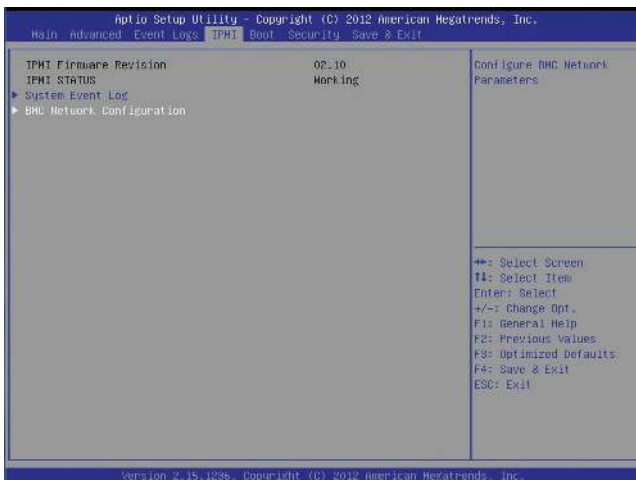 Aptio Setup Utility - Copyright (C) 2012 American Megatrends, Inc.
Main Advanced Event Logs IPMI Boot Security Save & Exit
IPMI Firmware Revision 02.10
IPMI STATUS Working
System Event Log
BMC Network Configuration
Configure BMC Network
Parameters
→←: Select Screen
↑↓: Select Item
Enter: Select
+/-: Change Opt.
F1: General Help
F2: Previous Values
F3: Optimized Defaults
F4: Save & Exit
ESC: Exit
Version 2.15.1236. Copyright (C) 2012 American Megatrends, Inc.